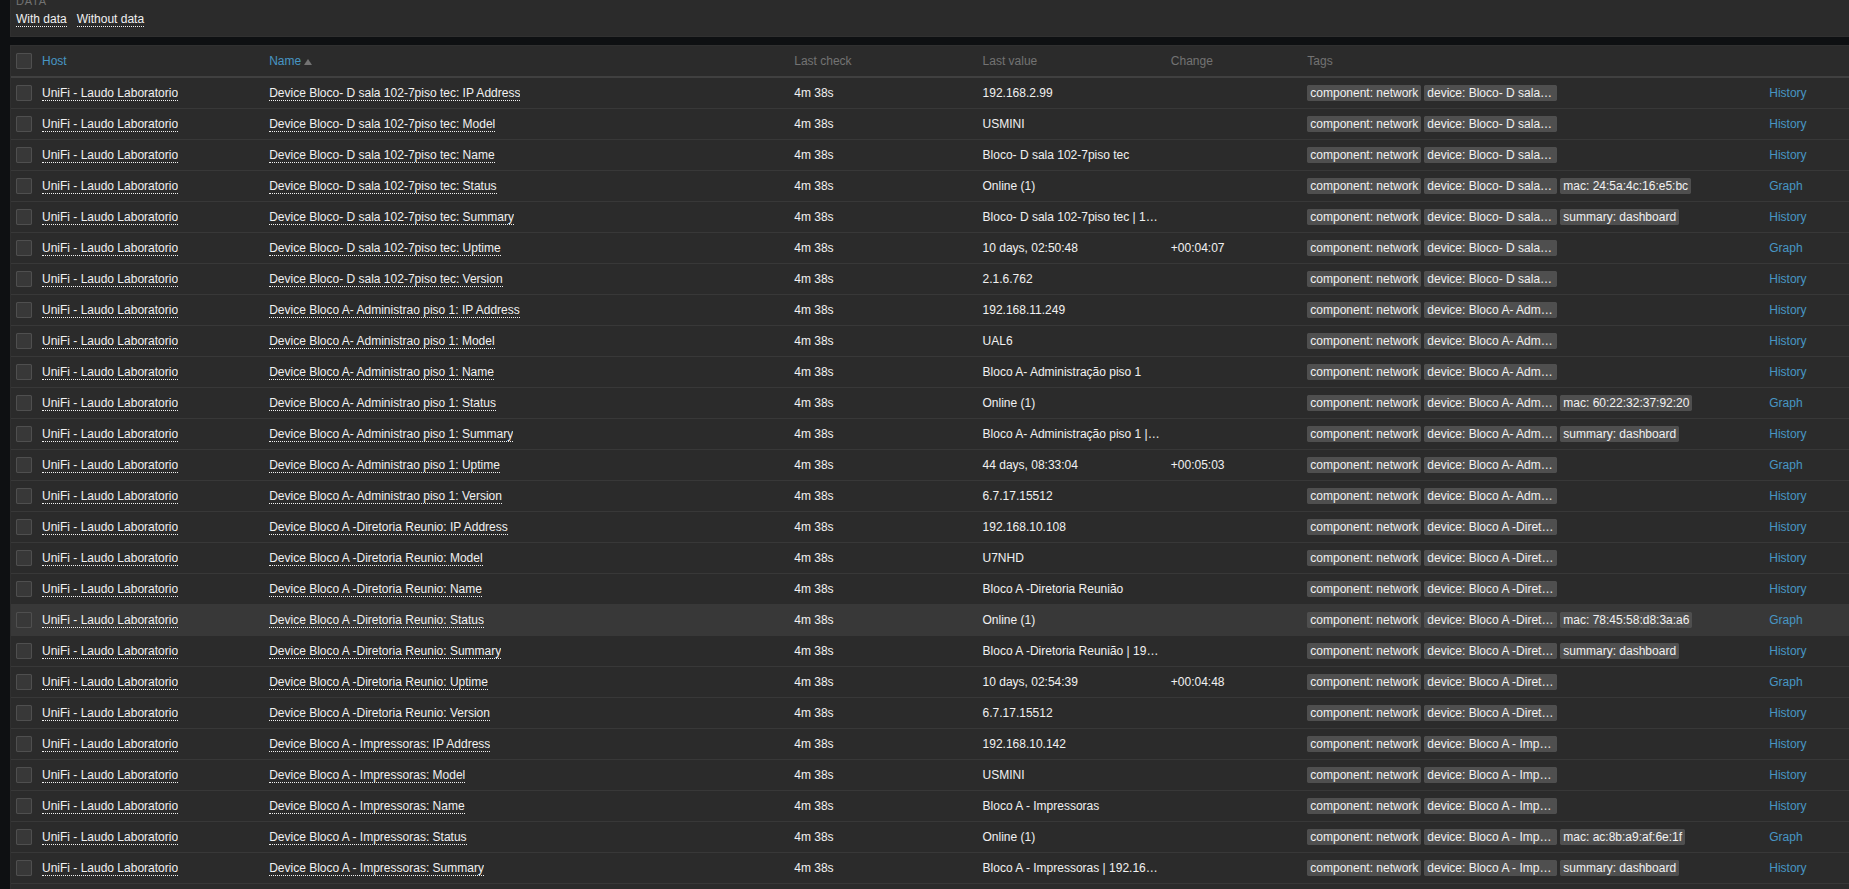 DATA
With data Without data
Host Name Last check Last value Change Tags
UniFi - Laudo Laboratorio Device Bloco- D sala 102-7piso tec: IP Address 4m 38s 192.168.2.99 component: network device: Bloco- D sala… History
UniFi - Laudo Laboratorio Device Bloco- D sala 102-7piso tec: Model 4m 38s USMINI component: network device: Bloco- D sala… History
UniFi - Laudo Laboratorio Device Bloco- D sala 102-7piso tec: Name 4m 38s Bloco- D sala 102-7piso tec component: network device: Bloco- D sala… History
UniFi - Laudo Laboratorio Device Bloco- D sala 102-7piso tec: Status 4m 38s Online (1) component: network device: Bloco- D sala… mac: 24:5a:4c:16:e5:bc Graph
UniFi - Laudo Laboratorio Device Bloco- D sala 102-7piso tec: Summary 4m 38s Bloco- D sala 102-7piso tec | 1… component: network device: Bloco- D sala… summary: dashboard History
UniFi - Laudo Laboratorio Device Bloco- D sala 102-7piso tec: Uptime 4m 38s 10 days, 02:50:48 +00:04:07 component: network device: Bloco- D sala… Graph
UniFi - Laudo Laboratorio Device Bloco- D sala 102-7piso tec: Version 4m 38s 2.1.6.762 component: network device: Bloco- D sala… History
UniFi - Laudo Laboratorio Device Bloco A- Administrao piso 1: IP Address 4m 38s 192.168.11.249 component: network device: Bloco A- Adm… History
UniFi - Laudo Laboratorio Device Bloco A- Administrao piso 1: Model 4m 38s UAL6 component: network device: Bloco A- Adm… History
UniFi - Laudo Laboratorio Device Bloco A- Administrao piso 1: Name 4m 38s Bloco A- Administração piso 1 component: network device: Bloco A- Adm… History
UniFi - Laudo Laboratorio Device Bloco A- Administrao piso 1: Status 4m 38s Online (1) component: network device: Bloco A- Adm… mac: 60:22:32:37:92:20 Graph
UniFi - Laudo Laboratorio Device Bloco A- Administrao piso 1: Summary 4m 38s Bloco A- Administração piso 1 |… component: network device: Bloco A- Adm… summary: dashboard History
UniFi - Laudo Laboratorio Device Bloco A- Administrao piso 1: Uptime 4m 38s 44 days, 08:33:04 +00:05:03 component: network device: Bloco A- Adm… Graph
UniFi - Laudo Laboratorio Device Bloco A- Administrao piso 1: Version 4m 38s 6.7.17.15512 component: network device: Bloco A- Adm… History
UniFi - Laudo Laboratorio Device Bloco A -Diretoria Reunio: IP Address 4m 38s 192.168.10.108 component: network device: Bloco A -Diret… History
UniFi - Laudo Laboratorio Device Bloco A -Diretoria Reunio: Model 4m 38s U7NHD component: network device: Bloco A -Diret… History
UniFi - Laudo Laboratorio Device Bloco A -Diretoria Reunio: Name 4m 38s Bloco A -Diretoria Reunião component: network device: Bloco A -Diret… History
UniFi - Laudo Laboratorio Device Bloco A -Diretoria Reunio: Status 4m 38s Online (1) component: network device: Bloco A -Diret… mac: 78:45:58:d8:3a:a6 Graph
UniFi - Laudo Laboratorio Device Bloco A -Diretoria Reunio: Summary 4m 38s Bloco A -Diretoria Reunião | 19… component: network device: Bloco A -Diret… summary: dashboard History
UniFi - Laudo Laboratorio Device Bloco A -Diretoria Reunio: Uptime 4m 38s 10 days, 02:54:39 +00:04:48 component: network device: Bloco A -Diret… Graph
UniFi - Laudo Laboratorio Device Bloco A -Diretoria Reunio: Version 4m 38s 6.7.17.15512 component: network device: Bloco A -Diret… History
UniFi - Laudo Laboratorio Device Bloco A - Impressoras: IP Address 4m 38s 192.168.10.142 component: network device: Bloco A - Imp… History
UniFi - Laudo Laboratorio Device Bloco A - Impressoras: Model 4m 38s USMINI component: network device: Bloco A - Imp… History
UniFi - Laudo Laboratorio Device Bloco A - Impressoras: Name 4m 38s Bloco A - Impressoras component: network device: Bloco A - Imp… History
UniFi - Laudo Laboratorio Device Bloco A - Impressoras: Status 4m 38s Online (1) component: network device: Bloco A - Imp… mac: ac:8b:a9:af:6e:1f Graph
UniFi - Laudo Laboratorio Device Bloco A - Impressoras: Summary 4m 38s Bloco A - Impressoras | 192.16… component: network device: Bloco A - Imp… summary: dashboard History